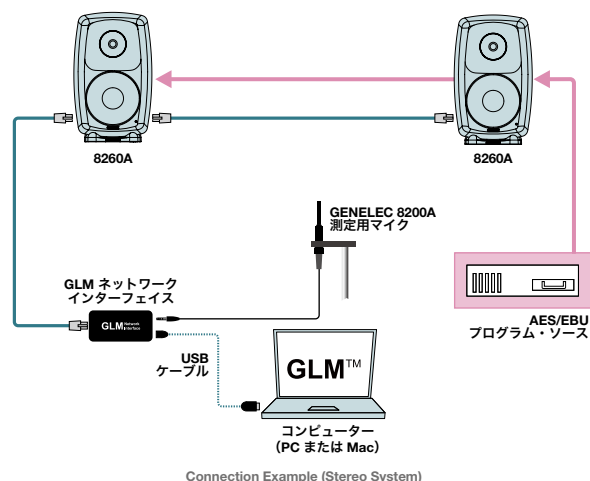 8260A
8260A
GENELEC 8200A
測定用マイク
GLM ネットワーク
インターフェイス
GLM Network
Interface
AES/EBU
プログラム・ソース
USB
ケーブル
GLM™
コンピューター
（PC または Mac）
Connection Example (Stereo System)